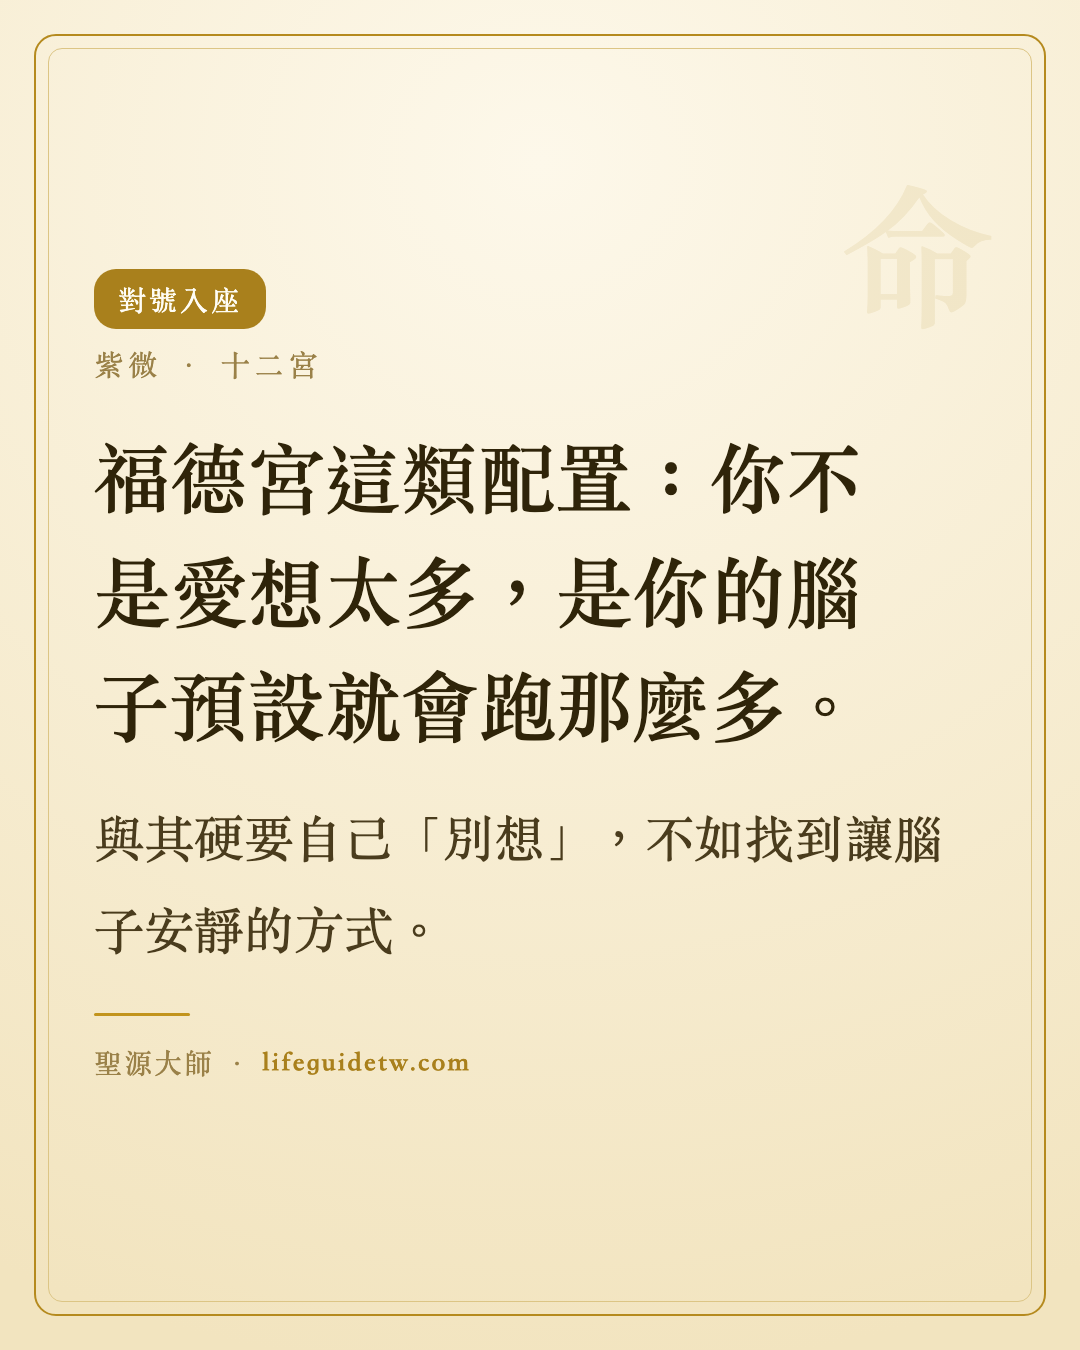 命
對號入座
紫微 · 十二宮
福德宮這類配置：你不
是愛想太多，是你的腦
子預設就會跑那麼多。
與其硬要自己「別想」，不如找到讓腦
子安靜的方式。
聖源大師 · lifeguidetw.com